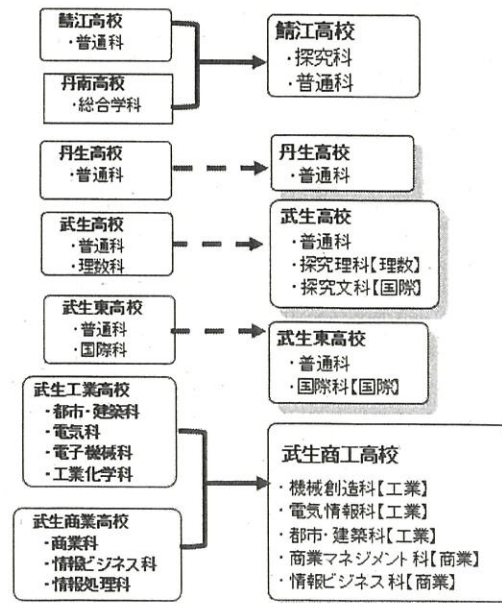 鯖江高校
・普通科
丹南高校
・総合学科
鯖江高校
・探究科
・普通科
丹生高校
・普通科
丹生高校
・普通科
武生高校
・普通科
・理数科
武生高校
・普通科
・探究理科【理数】
・探究文科【国際】
武生東高校
・普通科
・国際科
武生東高校
・普通科
・国際科【国際】
武生工業高校
・都市・建築科
・電気科
・電子機械科
・工業化学科
武生商業高校
・商業科
・情報ビジネス科
・情報処理科
武生商工高校
・機械創造科【工業】
・電気情報科【工業】
・都市・建築科【工業】
・商業マネジメント科【商業】
・情報ビジネス科【商業】